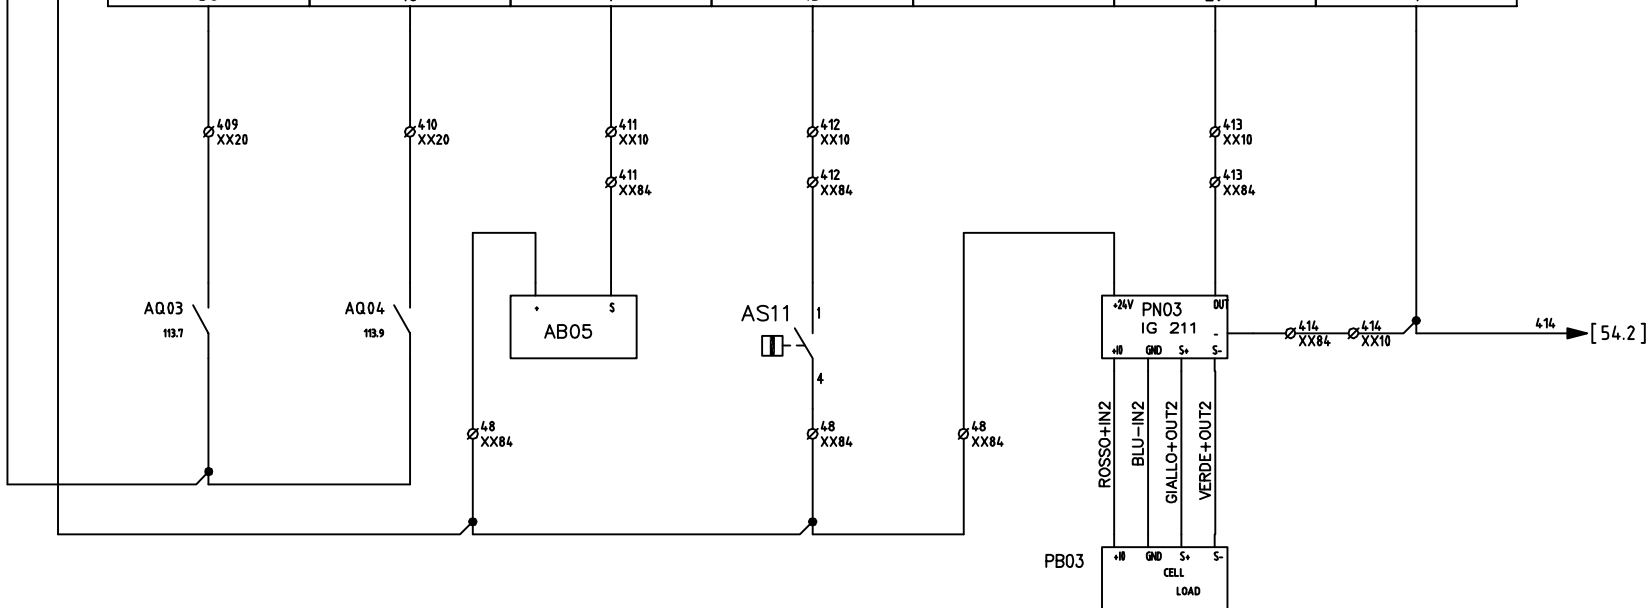 409
XX20
410
XX20
411
XX10
412
XX10
413
XX10
411
XX84
412
XX84
413
XX84
AQ03
113.7
AQ04
113.9
+ S
AB05
AS11
1
4
+24V OUT
PN03
IG 211
-
+10 GND S+ S-
414
XX84
414
XX10
414
[54.2]
48
XX84
48
XX84
48
XX84
ROSSO+IN2
BLU-IN2
GIALLO+OUT2
VERDE+OUT2
PB03
+10 GND S+ S-
CELL
LOAD